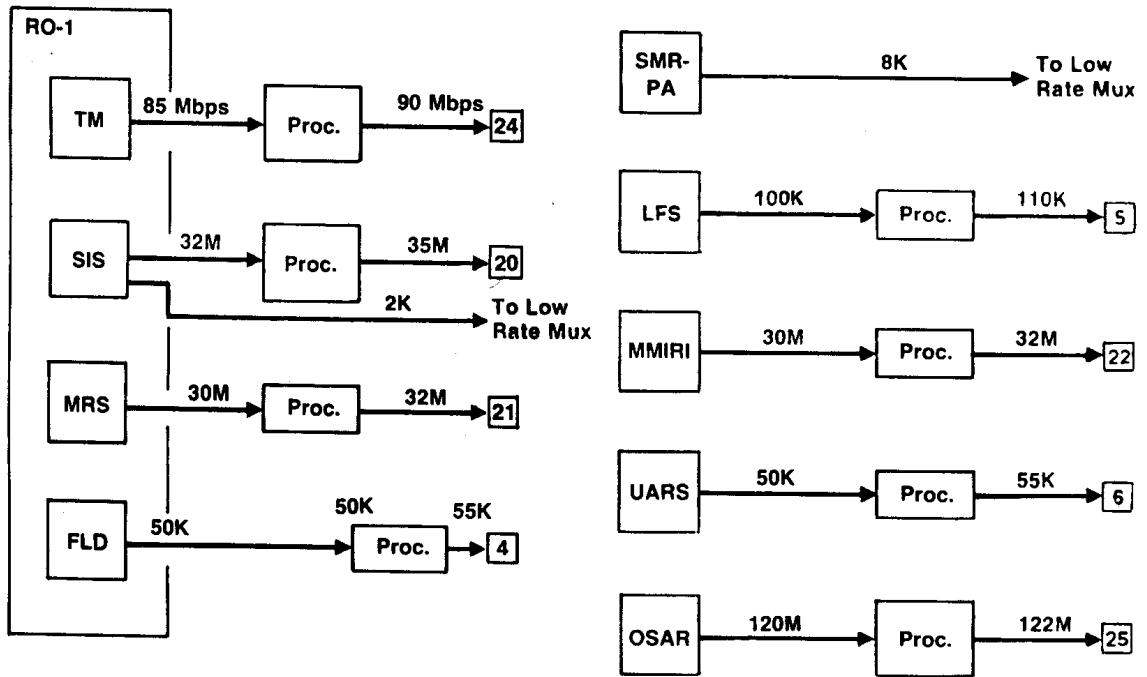 RO-1
TM
85 Mbps
Proc.
90 Mbps
24
SIS
32M
Proc.
35M
20
2K
To Low
Rate Mux
MRS
30M
Proc.
32M
21
FLD
50K
50K
Proc.
55K
4
SMR-
PA
8K
To Low
Rate Mux
LFS
100K
Proc.
110K
5
MMIRI
30M
Proc.
32M
22
UARS
50K
Proc.
55K
6
OSAR
120M
Proc.
122M
25